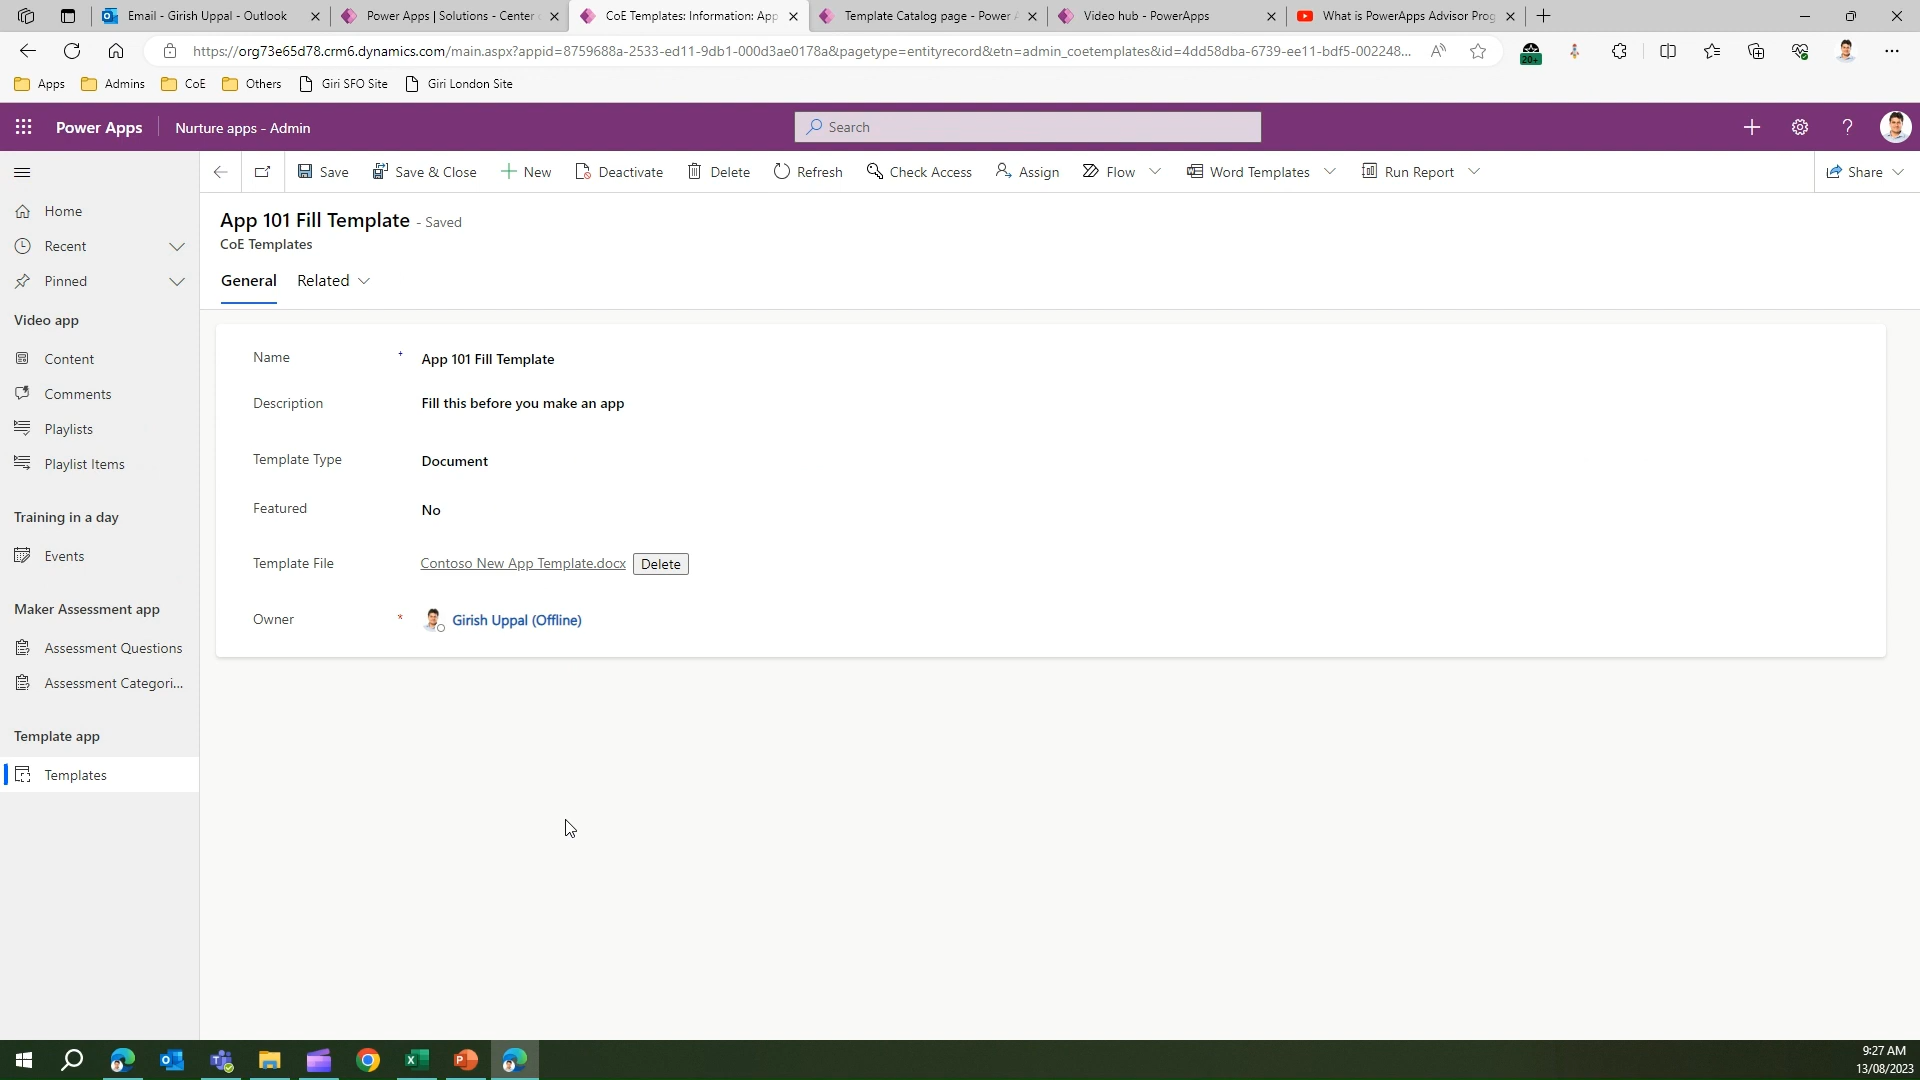 Email - Girish Uppal - Outlook
Power Apps | Solutions - Center
CoE Templates: Information: App
Template Catalog page - Power
Video hub - PowerApps
What is PowerApps Advisor Prog
https://org73e65d78.crm6.dynamics.com/main.aspx?appid=8759688a-2533-ed11-9db1-000d3ae0178a&pagetype=entityrecord&etn=admin_coetemplates&id=4dd58dba-6739-ee11-bdf5-002248...
20+
Apps
Admins
CoE
Others
Giri SFO Site
Giri London Site
Power Apps
Nurture apps - Admin
Search
Save
Save & Close
New
Deactivate
Delete
Refresh
Check Access
Assign
Flow
Word Templates
Run Report
Share
Home
Recent
Pinned
Video app
Content
Comments
Playlists
Playlist Items
Training in a day
Events
Maker Assessment app
Assessment Questions
Assessment Categori...
Template app
Templates
App 101 Fill Template - Saved
CoE Templates
General
Related
Name + App 101 Fill Template
Description Fill this before you make an app
Template Type Document
Featured No
Template File Contoso New App Template.docx Delete
Owner * Girish Uppal (Offline)
9:27 AM
13/08/2023